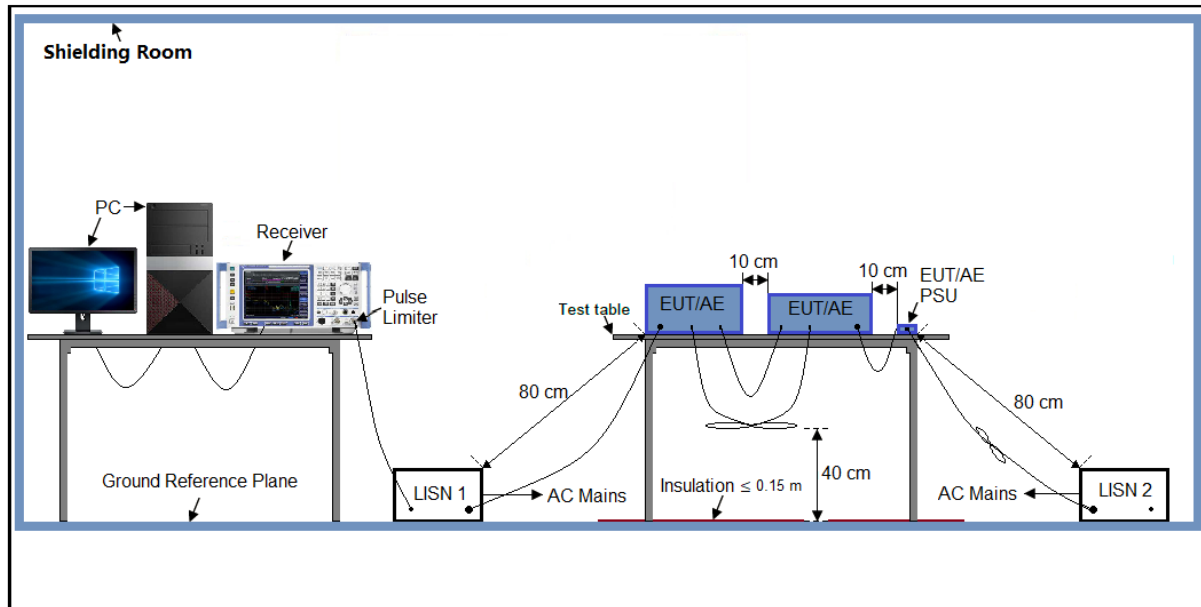 Shielding Room
PC
Receiver
Pulse
Limiter
10 cm
10 cm
EUT/AE
PSU
EUT/AE
EUT/AE
Test table
80 cm
80 cm
40 cm
Ground Reference Plane
LISN 1
AC Mains
Insulation ≤ 0.15 m
AC Mains
LISN 2